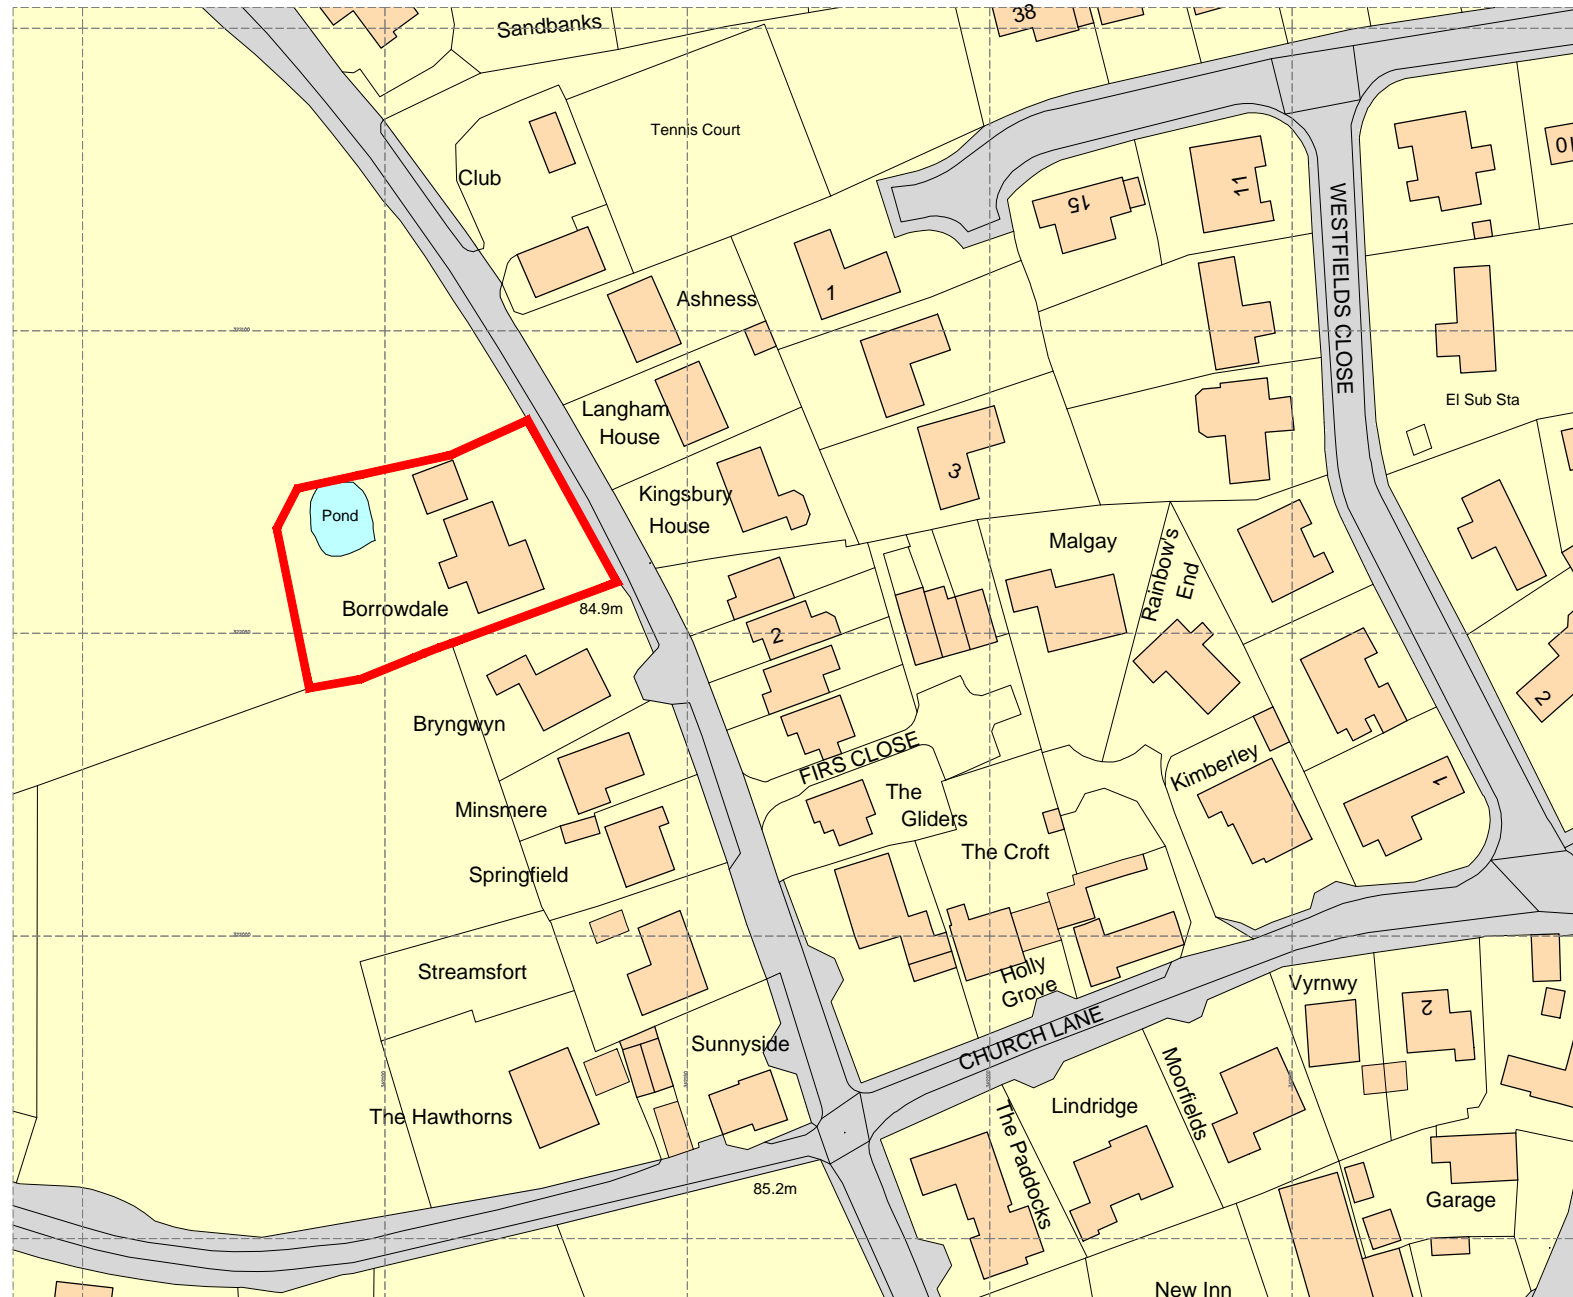 Sandbanks
38
Tennis Court
Club
15
11
10
WESTFIELDS CLOSE
Ashness
1
El Sub Sta
Langham
House
3
Kingsbury
House
Pond
Malgay
Rainbow's
End
Borrowdale
84.9m
2
2
Bryngwyn
FIRS CLOSE
Kimberley
1
The
Gliders
Minsmere
The Croft
Springfield
Streamsfort
Holly
Grove
Vyrnwy
2
Sunnyside
CHURCH LANE
Moorfields
The Hawthorns
Lindridge
The Paddocks
85.2m
Garage
New Inn